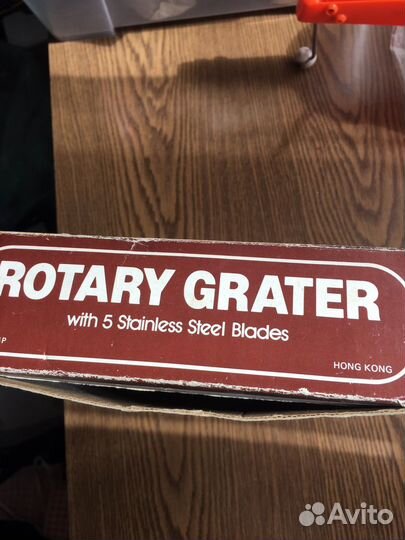 ROTARY GRATER
with 5 Stainless Steel Blades
HONG KONG
Avito